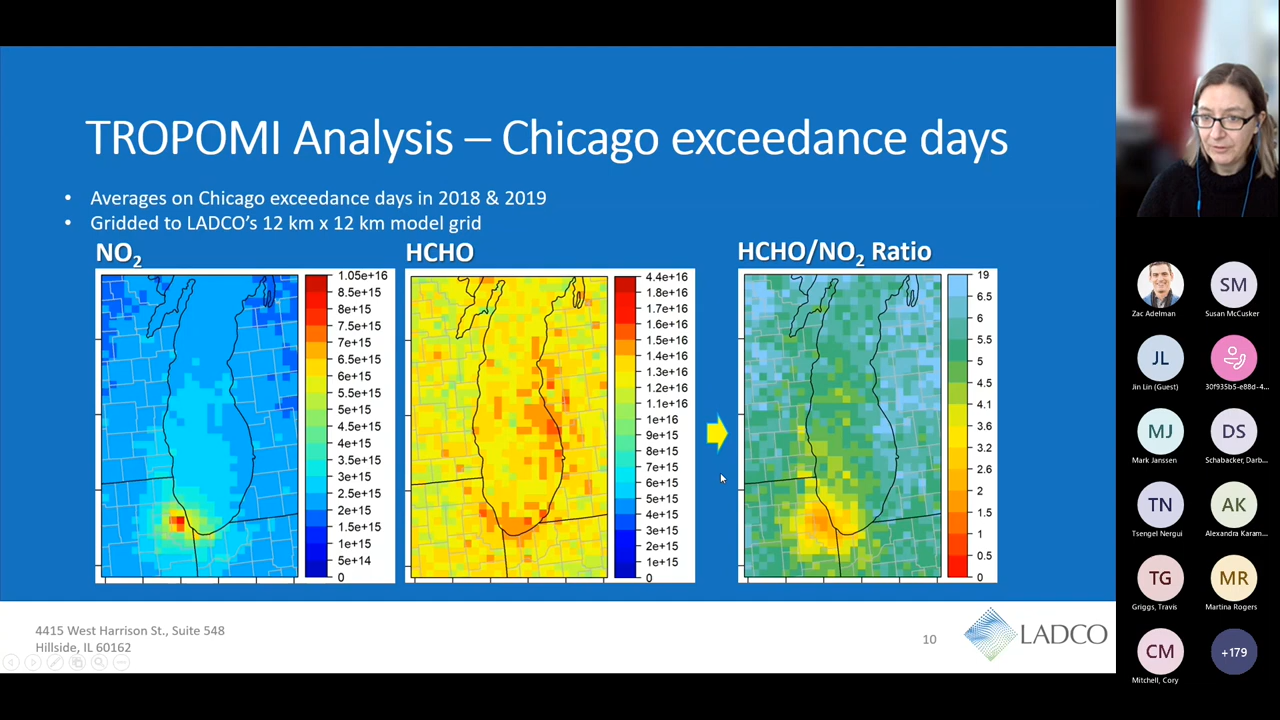 TROPOMI Analysis – Chicago exceedance days
• Averages on Chicago exceedance days in 2018 & 2019
• Gridded to LADCO's 12 km x 12 km model grid
NO₂
1.05e+16
8.5e+15
8e+15
7.5e+15
7e+15
6.5e+15
6e+15
5.5e+15
5e+15
4.5e+15
4e+15
3.5e+15
3e+15
2.5e+15
2e+15
1.5e+15
1e+15
5e+14
0
HCHO
4.4e+16
1.8e+16
1.7e+16
1.6e+16
1.5e+16
1.4e+16
1.3e+16
1.2e+16
1.1e+16
1e+16
9e+15
8e+15
7e+15
6e+15
5e+15
4e+15
3e+15
2e+15
1e+15
0
HCHO/NO₂ Ratio
19
6.5
6
5.5
5
4.5
4.1
3.6
3.2
2.6
2
1.5
1
0.5
0
4415 West Harrison St., Suite 548
Hillside, IL 60162
10
LADCO
Zac Adelman
SM
Susan McCusker
JL
Jin Lin (Guest)
30f935b5-e88d-4...
MJ
Mark Janssen
DS
Schabacker, Darb...
TN
Tsengel Nergui
AK
Alexandra Karam...
TG
Griggs, Travis
MR
Martina Rogers
CM
Mitchell, Cory
+179